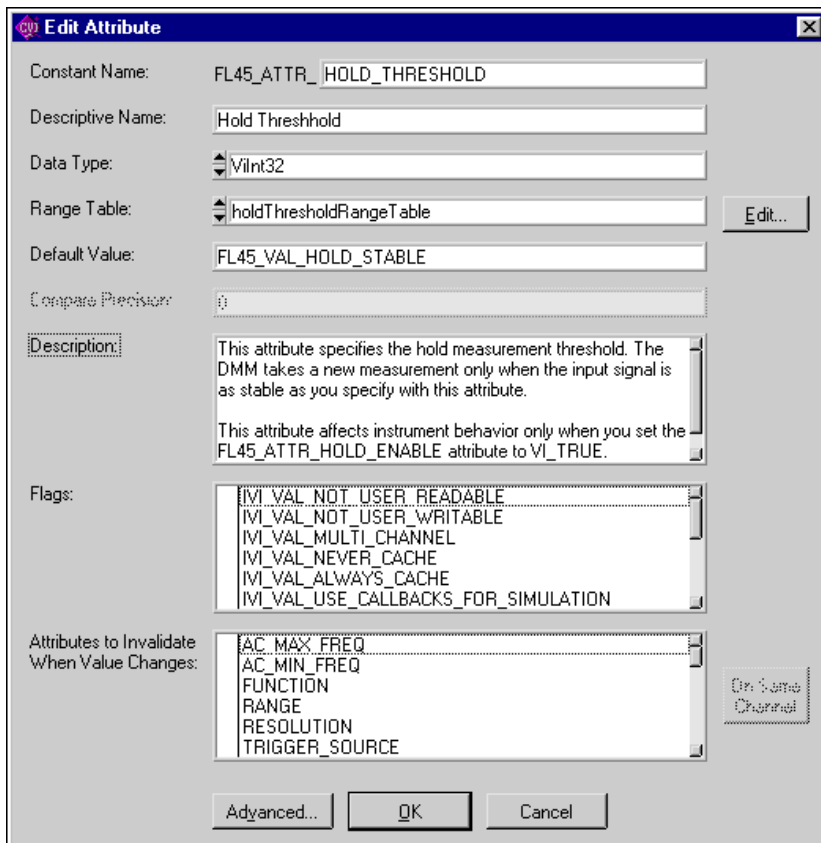 cvi Edit Attribute
Constant Name: FL45_ATTR_ HOLD_THRESHOLD
Descriptive Name: Hold Threshhold
Data Type: ViInt32
Range Table: holdThresholdRangeTable Edit...
Default Value: FL45_VAL_HOLD_STABLE
Compare Precision: 0
Description: This attribute specifies the hold measurement threshold. The
DMM takes a new measurement only when the input signal is
as stable as you specify with this attribute.
This attribute affects instrument behavior only when you set the
FL45_ATTR_HOLD_ENABLE attribute to VI_TRUE.
Flags: IVI_VAL_NOT_USER_READABLE
IVI_VAL_NOT_USER_WRITABLE
IVI_VAL_MULTI_CHANNEL
IVI_VAL_NEVER_CACHE
IVI_VAL_ALWAYS_CACHE
IVI_VAL_USE_CALLBACKS_FOR_SIMULATION
Attributes to Invalidate
When Value Changes:
AC_MAX_FREQ
AC_MIN_FREQ
FUNCTION
RANGE
RESOLUTION
TRIGGER_SOURCE
On Same
Channel
Advanced... OK Cancel